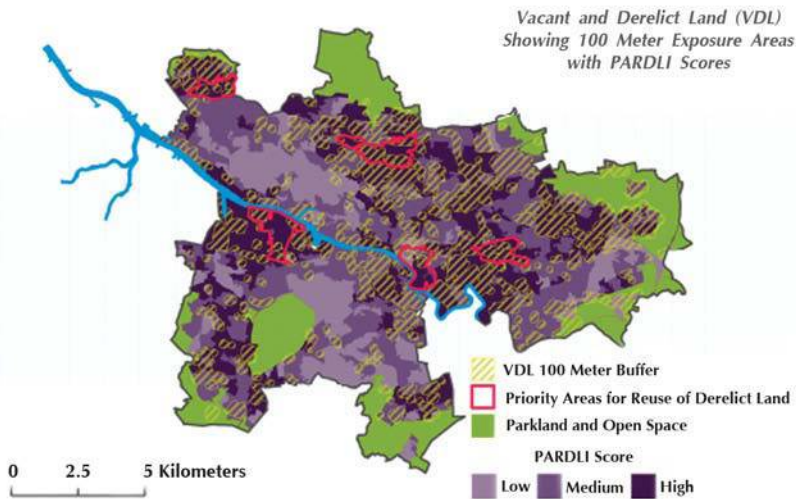 Vacant and Derelict Land (VDL)
Showing 100 Meter Exposure Areas
with PARDLI Scores
VDL 100 Meter Buffer
Priority Areas for Reuse of Derelict Land
Parkland and Open Space
PARDLI Score
Low Medium High
0 2.5 5 Kilometers